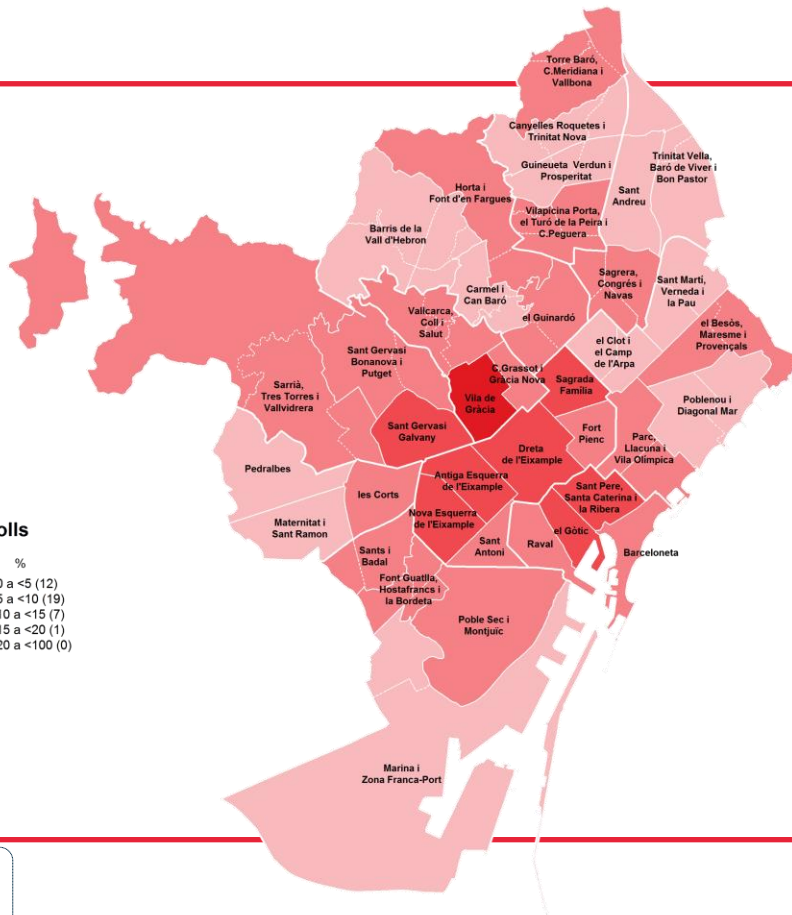 Torre Baró,
C.Meridiana i
Vallbona
Canyelles Roquetes i
Trinitat Nova
Guineueta Verdun i
Prosperitat
Trinitat Vella,
Baró de Viver i
Bon Pastor
Sant
Andreu
Horta i
Font d'en Fargues
Vilapicina Porta,
el Turó de la Peira i
C.Peguera
Barris de la
Vall d'Hebron
Sagrera,
Congrés i
Navas
Sant Martí,
Verneda i
la Pau
Carmel i
Can Baró
Vallcarca,
Coll i
Salut
el Guinardó
el Besòs,
Maresme i
Provençals
el Clot i
el Camp
de l'Arpa
Sant Gervasi
Bonanova i
Putget
C.Grassot i
Gràcia Nova
Sagrada
Família
Sarrià,
Tres Torres i
Vallvidrera
Vila de
Gràcia
Poblenou i
Diagonal Mar
Sant Gervasi
Galvany
Fort
Pienc
Parc,
Llacuna i
Vila Olímpica
Dreta
de l'Eixample
Pedralbes
Antiga Esquerra
de l'Eixample
Sant Pere,
Santa Caterina i
la Ribera
les Corts
Nova Esquerra
de l'Eixample
Maternitat i
Sant Ramon
el Gòtic
Sant
Antoni
Raval
Barceloneta
Sants i
Badal
Font Guatlla,
Hostafrancs i
la Bordeta
Poble Sec i
Montjuïc
Marina i
Zona Franca-Port
olls
%
0 a <5 (12)
5 a <10 (19)
10 a <15 (7)
15 a <20 (1)
20 a <100 (0)